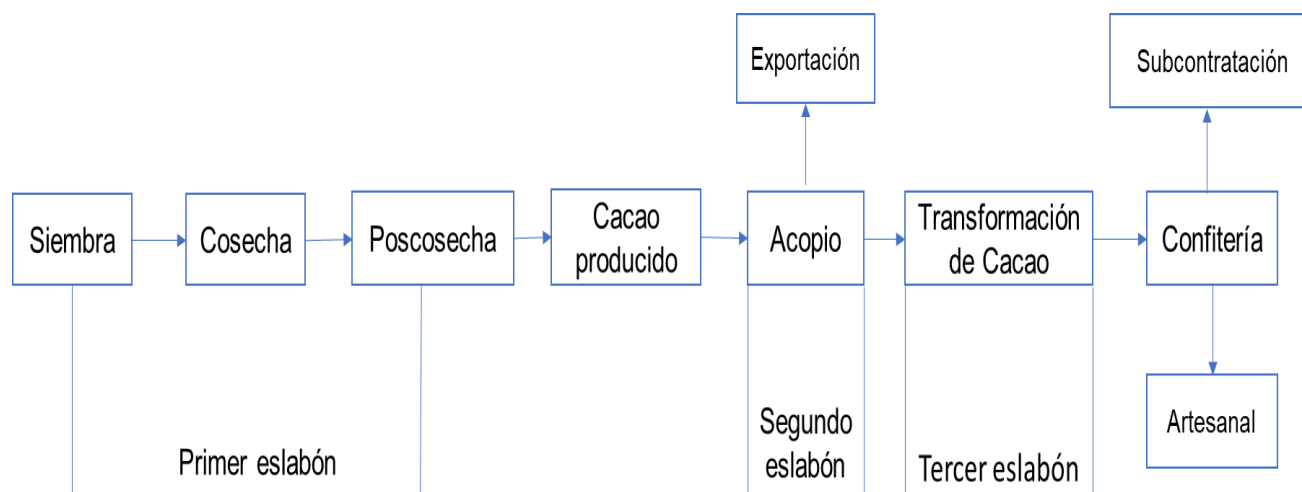 Exportación
Subcontratación
Siembra
Cosecha
Poscosecha
Cacao
producido
Acopio
Transformación
de Cacao
Confitería
Artesanal
Primer eslabón
Segundo
eslabón
Tercer eslabón